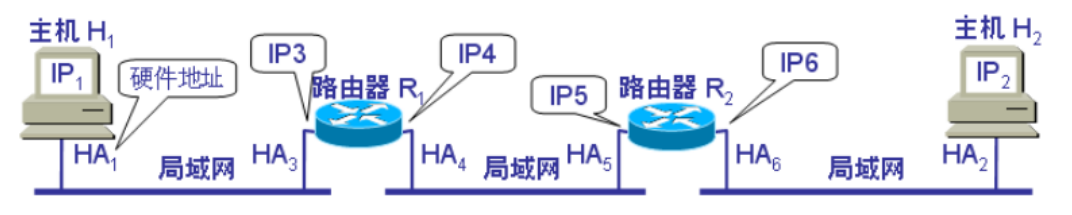 主机 H₁
主机 H₂
IP3
IP4
IP6
IP₁
硬件地址
IP₂
路由器 R₁
IP5
路由器 R₂
HA₁
局域网
HA₃
HA₄
局域网
HA₅
HA₆
局域网
HA₂